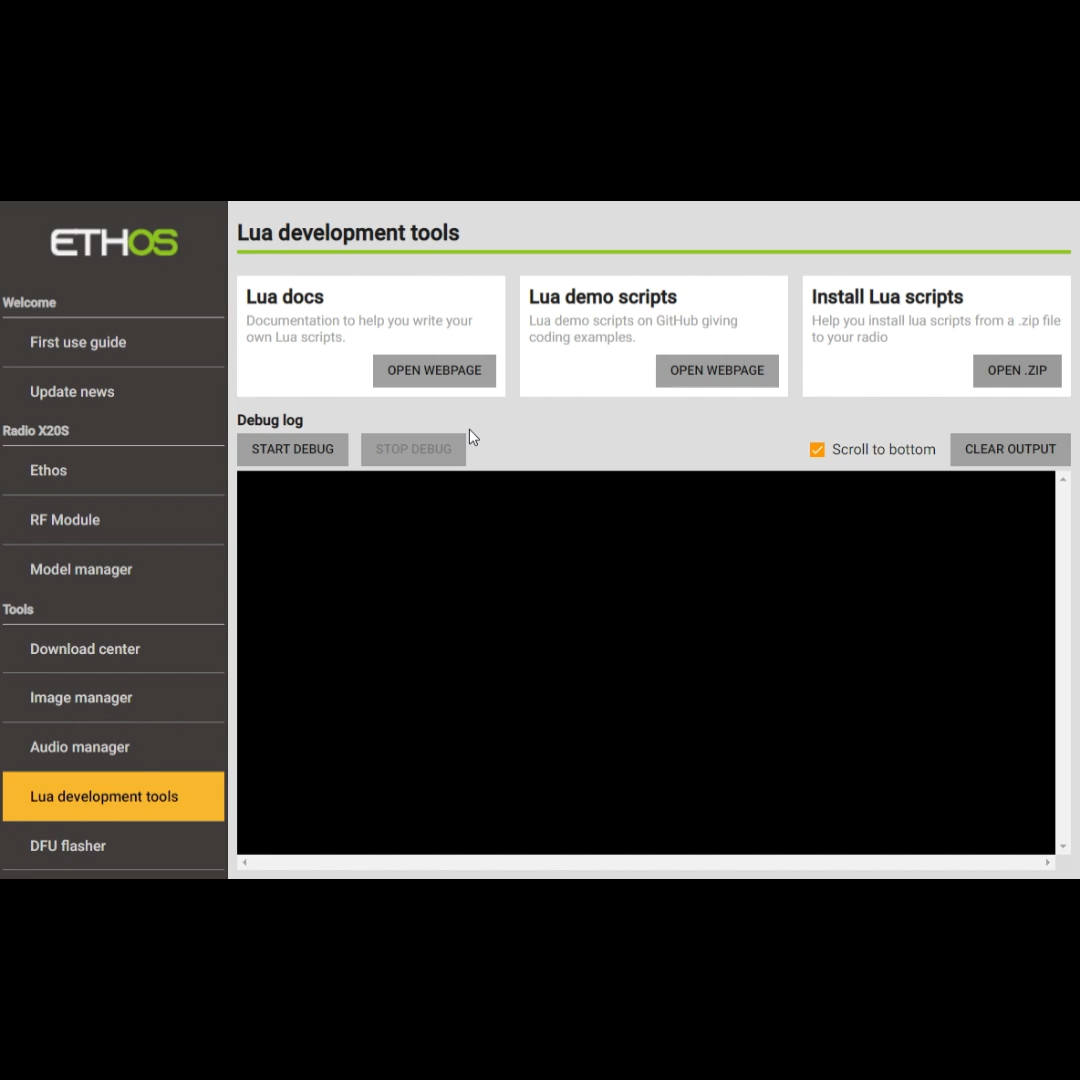 ETHOS
Welcome
First use guide
Update news
Radio X20S
Ethos
RF Module
Model manager
Tools
Download center
Image manager
Audio manager
Lua development tools
DFU flasher
Lua development tools
Lua docs
Documentation to help you write your
own Lua scripts.
OPEN WEBPAGE
Lua demo scripts
Lua demo scripts on GitHub giving
coding examples.
OPEN WEBPAGE
Install Lua scripts
Help you install lua scripts from a .zip file
to your radio
OPEN .ZIP
Debug log
START DEBUG
STOP DEBUG
Scroll to bottom
CLEAR OUTPUT